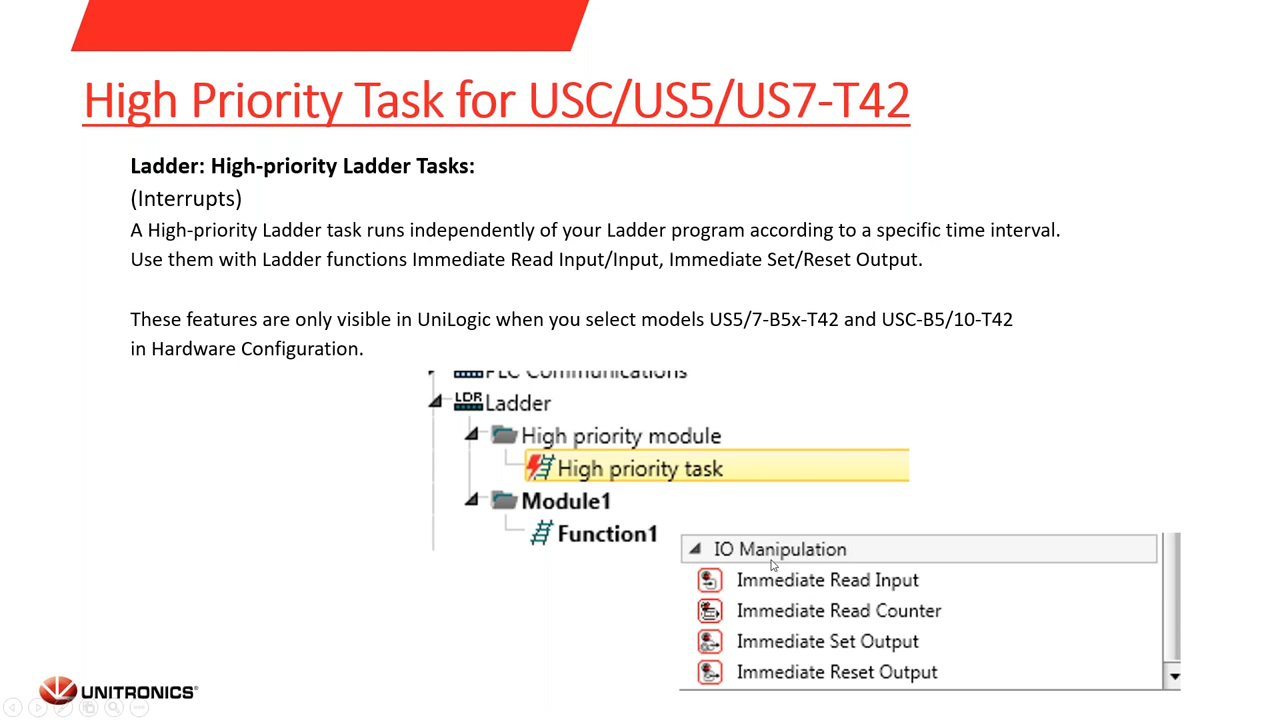 High Priority Task for USC/US5/US7-T42
Ladder: High-priority Ladder Tasks:
(Interrupts)
A High-priority Ladder task runs independently of your Ladder program according to a specific time interval.
Use them with Ladder functions Immediate Read Input/Input, Immediate Set/Reset Output.
These features are only visible in UniLogic when you select models US5/7-B5x-T42 and USC-B5/10-T42
in Hardware Configuration.
PLC Communications
LDR Ladder
High priority module
High priority task
Module1
Function1
IO Manipulation
Immediate Read Input
Immediate Read Counter
Immediate Set Output
Immediate Reset Output
UNITRONICS®